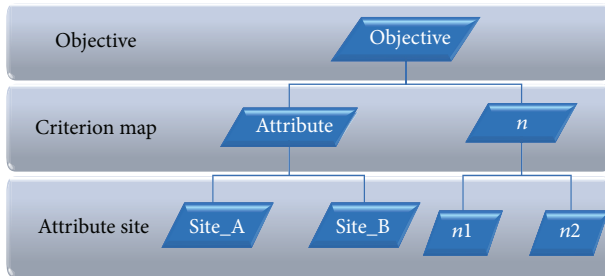 Objective
Objective
Criterion map
Attribute
n
Attribute site
Site_A
Site_B
n1
n2